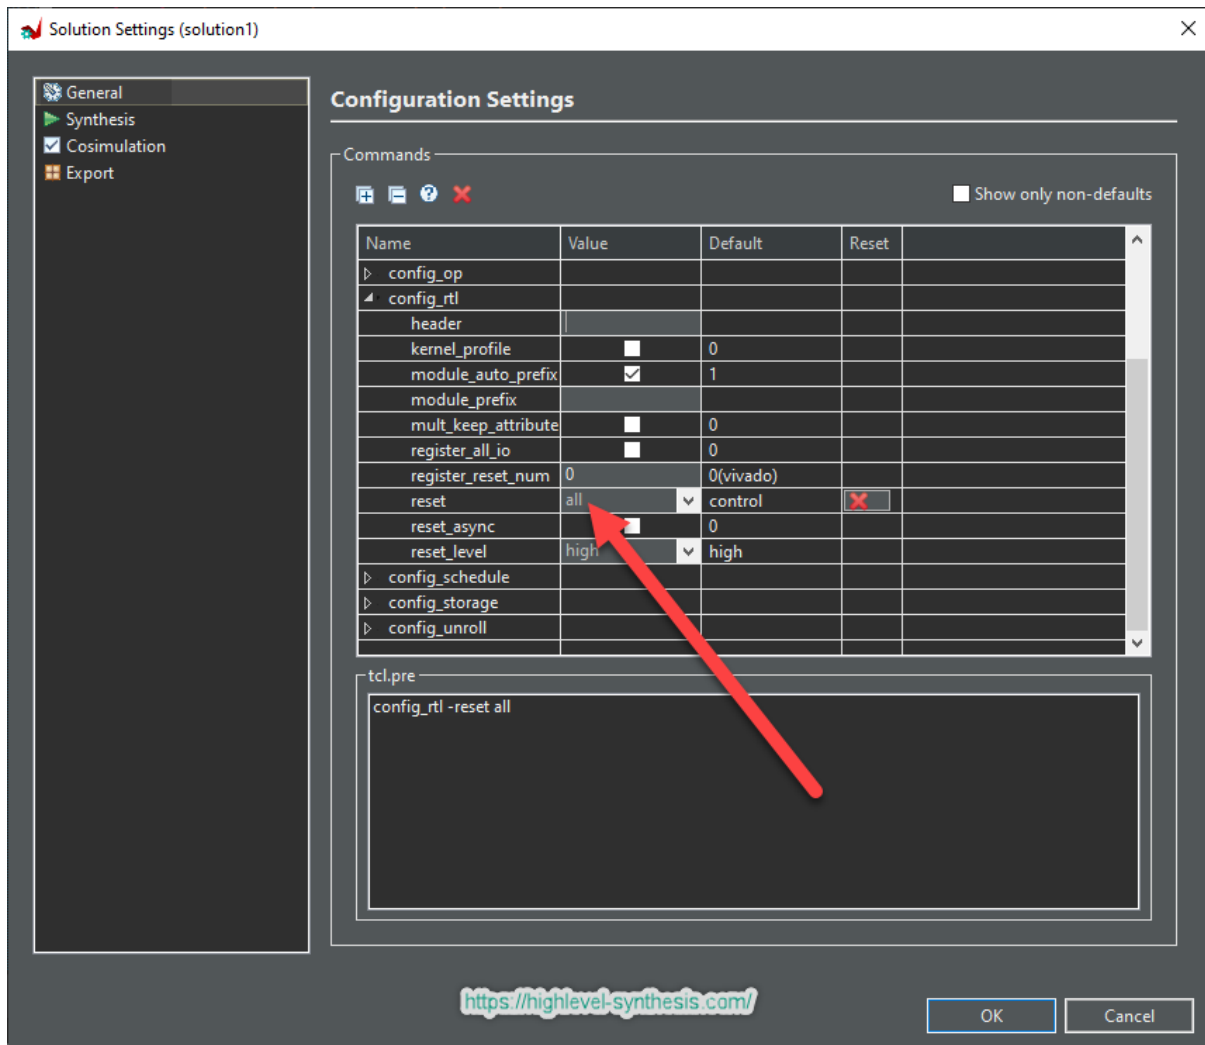 Solution Settings (solution1)
General
Synthesis
Cosimulation
Export
Configuration Settings
Commands
Show only non-defaults
Name Value Default Reset
config_op
config_rtl
header
kernel_profile 0
module_auto_prefix 1
module_prefix
mult_keep_attribute 0
register_all_io 0
register_reset_num 0 0(vivado)
reset all control
reset_async 0
reset_level high high
config_schedule
config_storage
config_unroll
tcl.pre
config_rtl -reset all
https://highlevel-synthesis.com/
OK Cancel